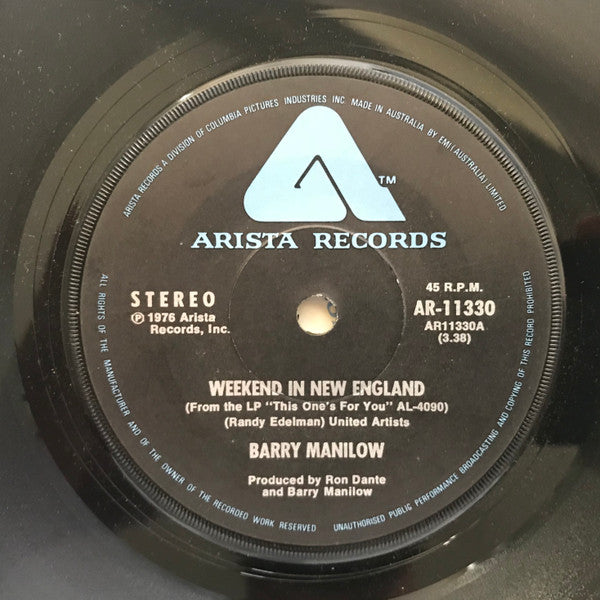 ARISTA RECORDS A DIVISION OF COLUMBIA PICTURES INDUSTRIES INC. MADE IN AUSTRALIA BY EMI (AUSTRALIA) LIMITED
TM
ARISTA RECORDS
STEREO
℗ 1976 Arista
Records, Inc.
45 R.P.M.
AR-11330
AR11330A
(3.38)
WEEKEND IN NEW ENGLAND
(From the LP "This One's For You" AL-4090)
(Randy Edelman) United Artists
BARRY MANILOW
Produced by Ron Dante
and Barry Manilow
ALL RIGHTS OF THE MANUFACTURER AND OF THE OWNER OF THE RECORDED WORK RESERVED
UNAUTHORISED PUBLIC PERFORMANCE BROADCASTING AND COPYING OF THIS RECORD PROHIBITED